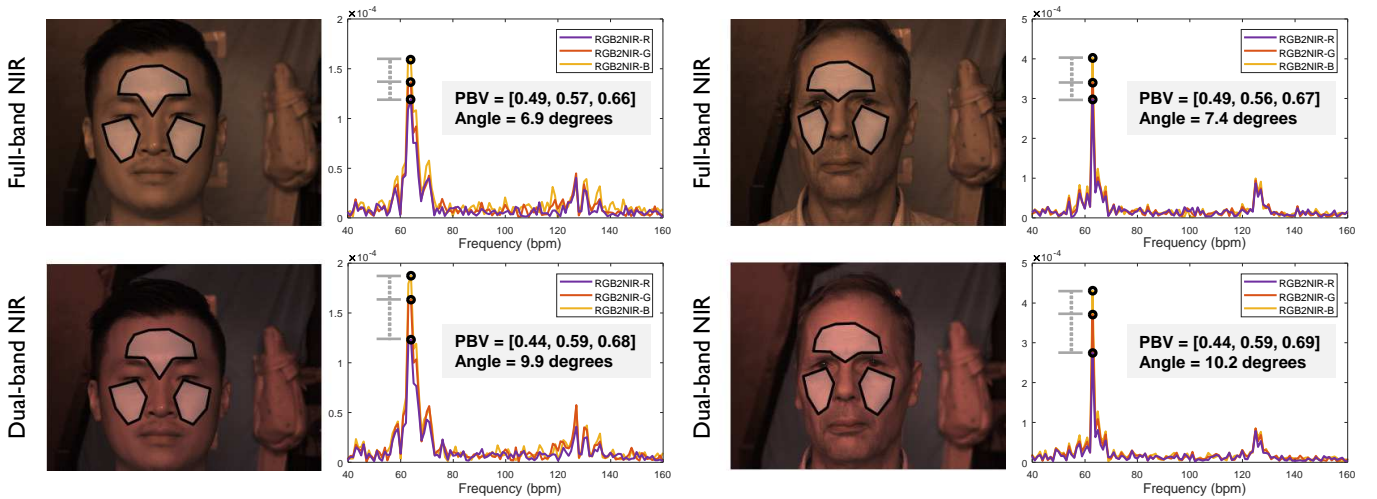 Full-band NIR
×10⁻⁴
2
1.5
1
0.5
0
40 60 80 100 120 140 160
Frequency (bpm)
RGB2NIR-R
RGB2NIR-G
RGB2NIR-B
PBV = [0.49, 0.57, 0.66]
Angle = 6.9 degrees
Full-band NIR
×10⁻⁴
5
4
3
2
1
0
40 60 80 100 120 140 160
Frequency (bpm)
RGB2NIR-R
RGB2NIR-G
RGB2NIR-B
PBV = [0.49, 0.56, 0.67]
Angle = 7.4 degrees
Dual-band NIR
×10⁻⁴
2
1.5
1
0.5
0
40 60 80 100 120 140 160
Frequency (bpm)
RGB2NIR-R
RGB2NIR-G
RGB2NIR-B
PBV = [0.44, 0.59, 0.68]
Angle = 9.9 degrees
Dual-band NIR
×10⁻⁴
5
4
3
2
1
0
40 60 80 100 120 140 160
Frequency (bpm)
RGB2NIR-R
RGB2NIR-G
RGB2NIR-B
PBV = [0.44, 0.59, 0.69]
Angle = 10.2 degrees